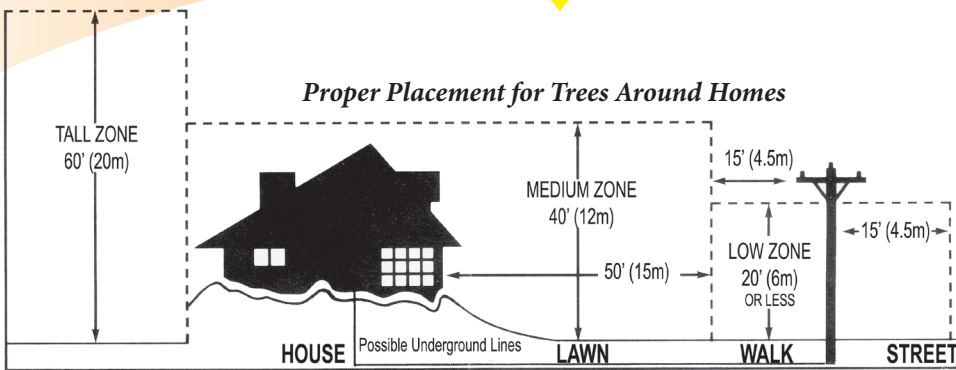 Proper Placement for Trees Around Homes
TALL ZONE
60' (20m)
MEDIUM ZONE
40' (12m)
15' (4.5m)
15' (4.5m)
LOW ZONE
20' (6m)
OR LESS
50' (15m)
HOUSE
Possible Underground Lines
LAWN
WALK
STREET